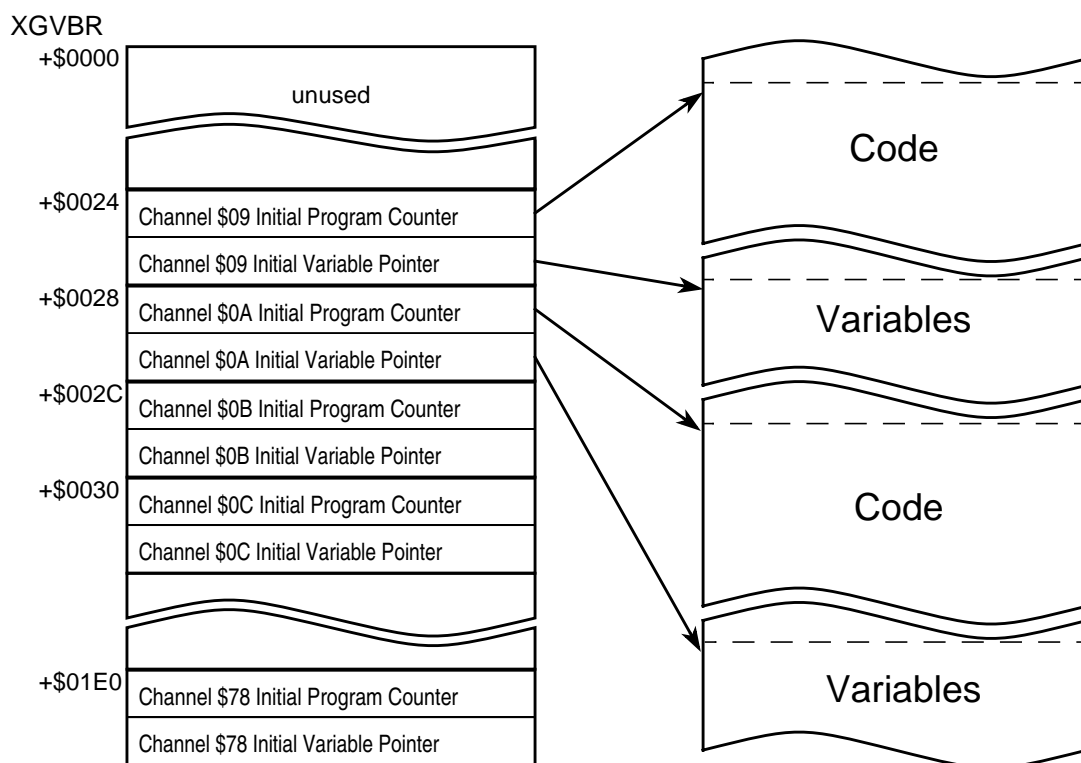 XGVBR
+$0000
unused
+$0024
Channel $09 Initial Program Counter
Channel $09 Initial Variable Pointer
+$0028
Channel $0A Initial Program Counter
Channel $0A Initial Variable Pointer
+$002C
Channel $0B Initial Program Counter
Channel $0B Initial Variable Pointer
+$0030
Channel $0C Initial Program Counter
Channel $0C Initial Variable Pointer
+$01E0
Channel $78 Initial Program Counter
Channel $78 Initial Variable Pointer
Code
Variables
Code
Variables